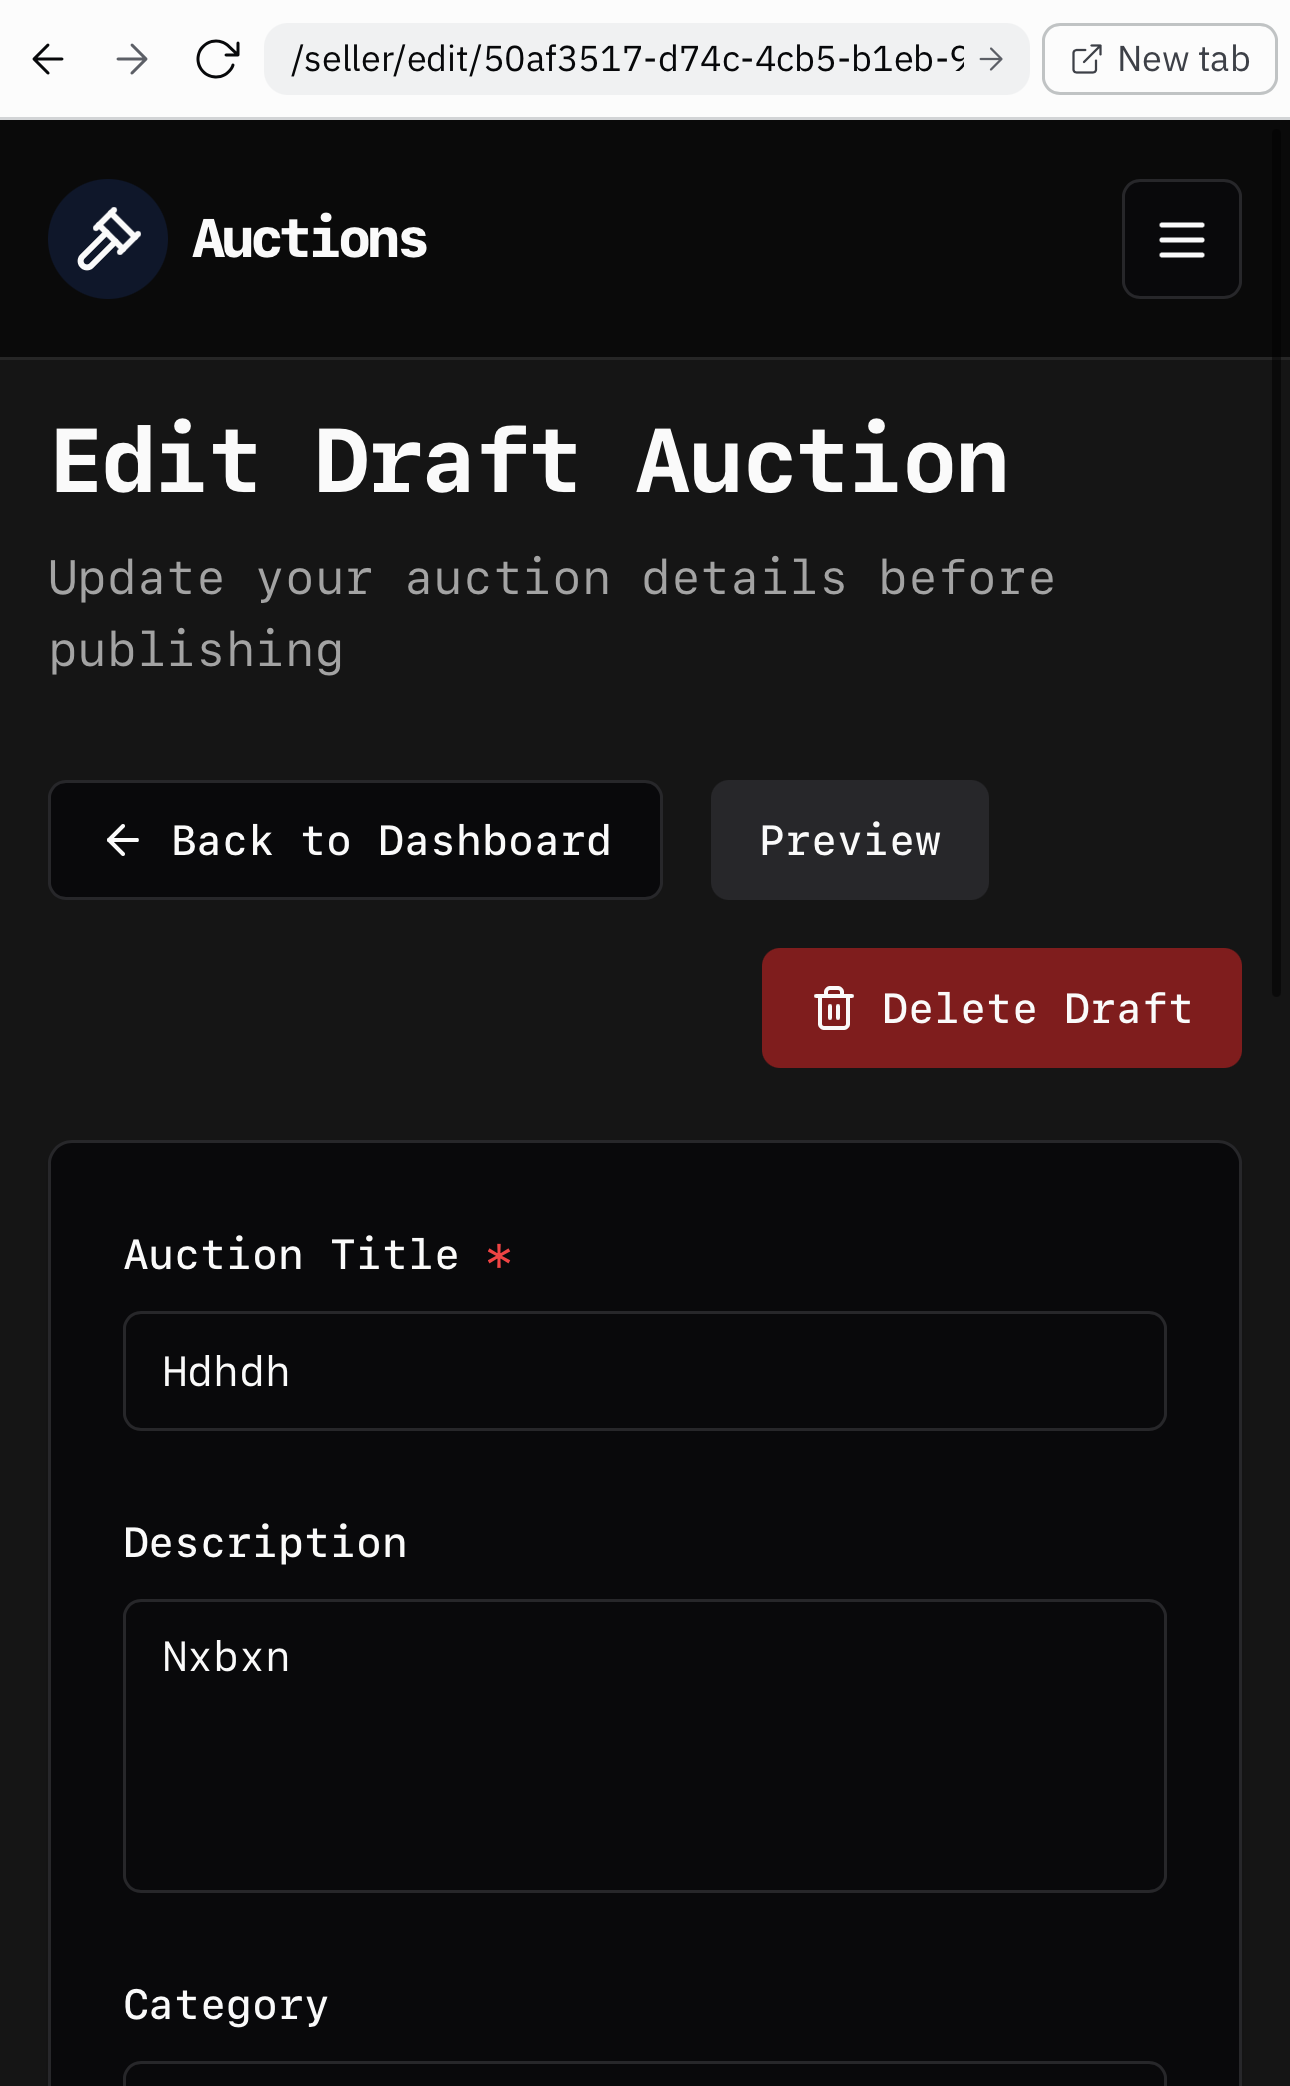 /seller/edit/50af3517-d74c-4cb5-b1eb-9
New tab
Auctions
Edit Draft Auction
Update your auction details before
publishing
Back to Dashboard
Preview
Delete Draft
Auction Title *
Hdhdh
Description
Nxbxn
Category